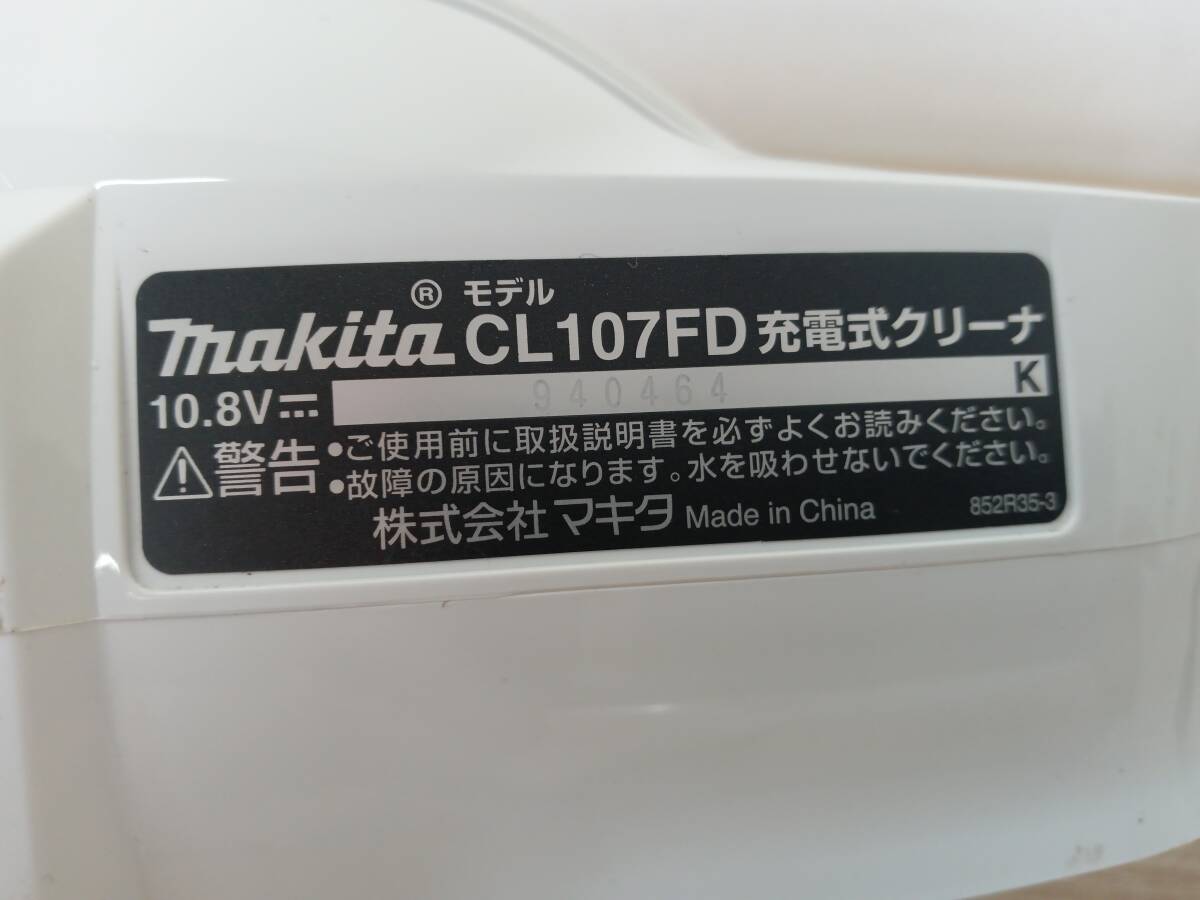 makita® モデル CL107FD 充電式クリーナ
10.8V⎓ 940464 K
⚠警告 •ご使用前に取扱説明書を必ずよくお読みください。
•故障の原因になります。水を吸わせないでください。
株式会社マキタ Made in China 852R35-3